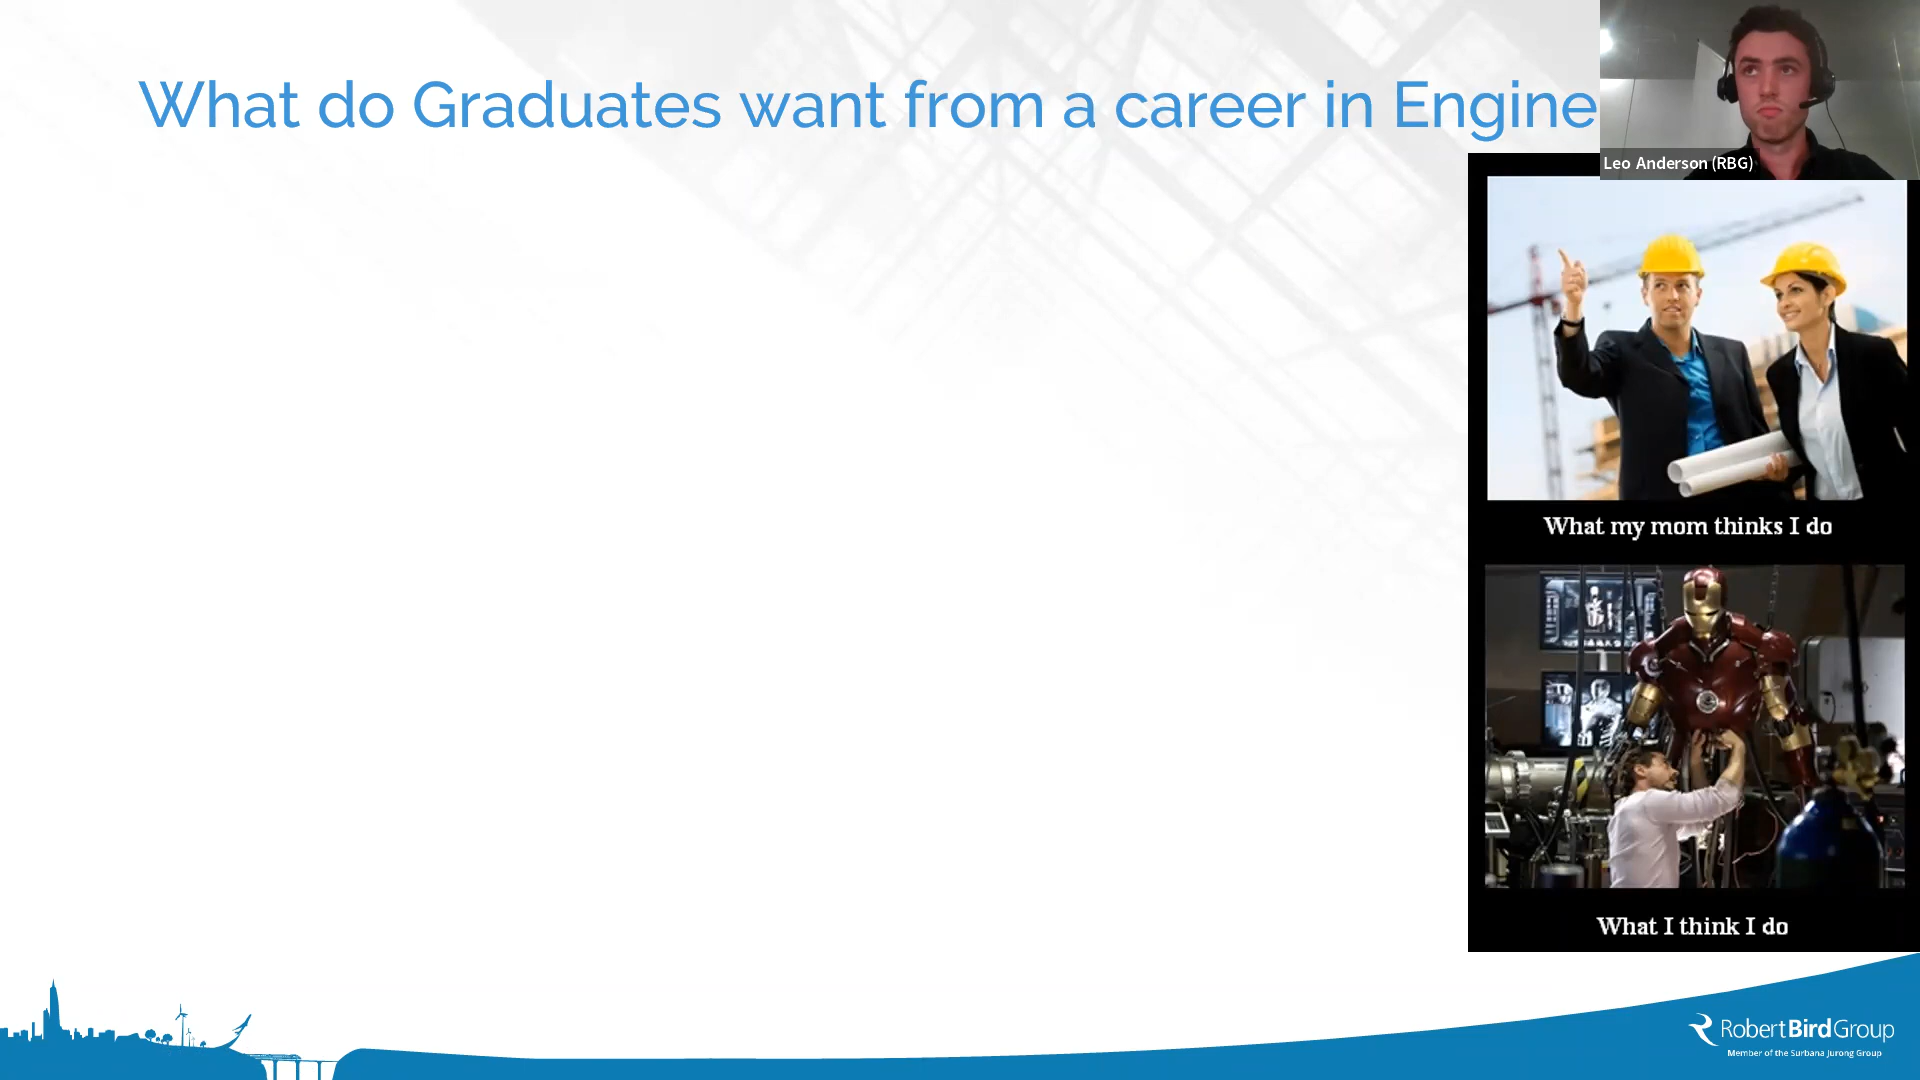 What do Graduates want from a career in Engine
Leo Anderson (RBG)
What my mom thinks I do
What I think I do
RobertBirdGroup
Member of the Surbana Jurong Group